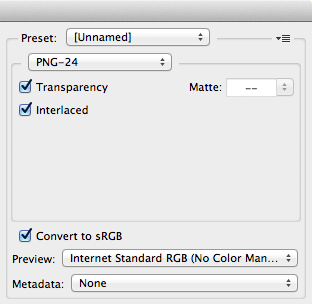 Preset: [Unnamed]
PNG-24
Transparency Matte: --
Interlaced
Convert to sRGB
Preview: Internet Standard RGB (No Color Man...
Metadata: None